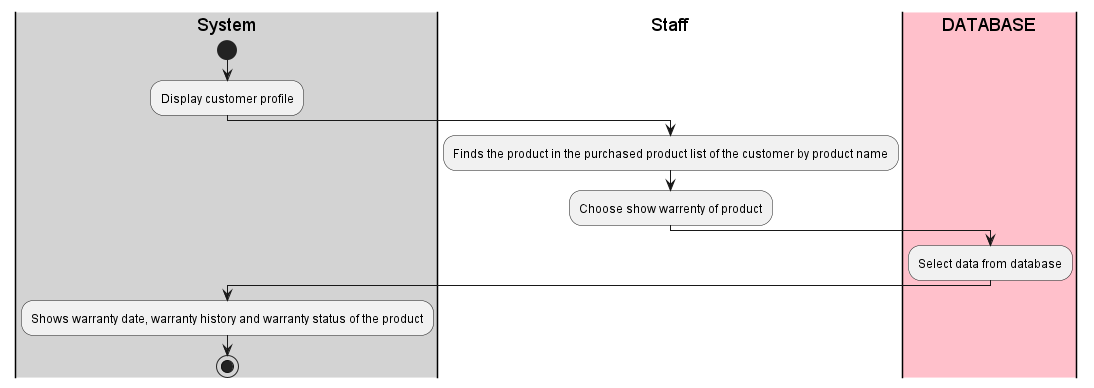 System
Staff
DATABASE
Display customer profile
Finds the product in the purchased product list of the customer by product name
Choose show warrenty of product
Select data from database
Shows warranty date, warranty history and warranty status of the product